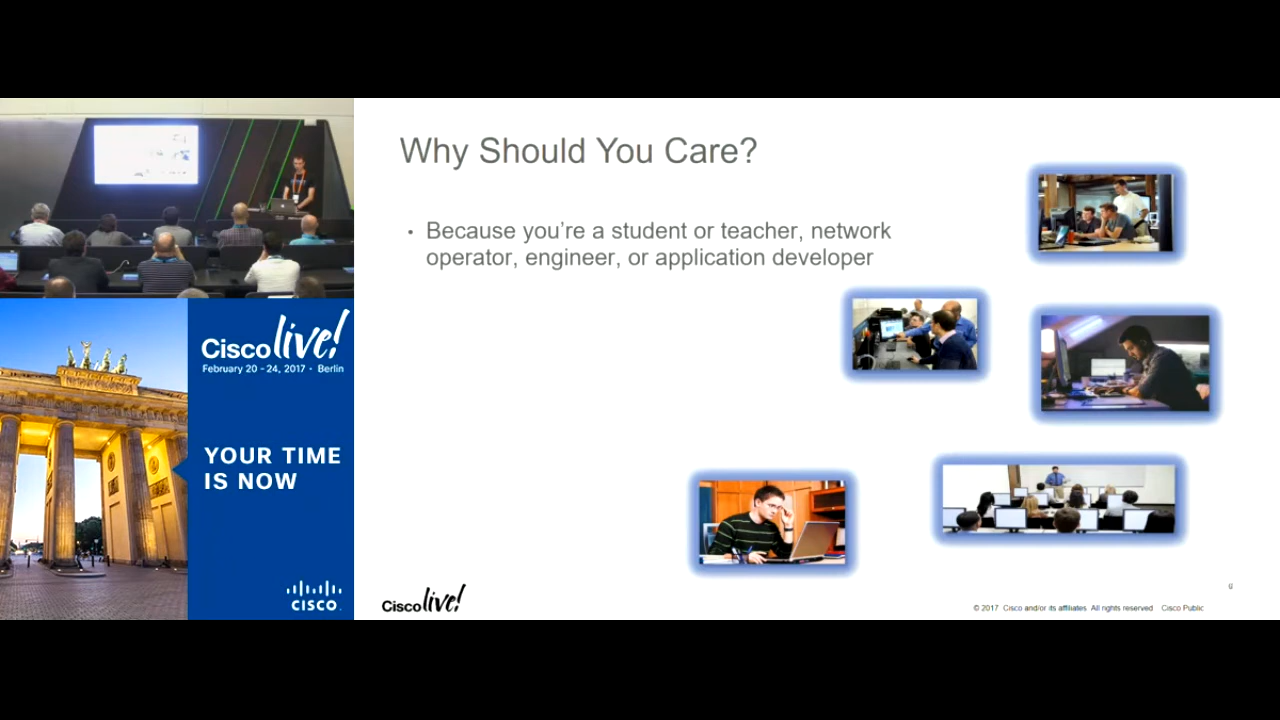 Why Should You Care?
• Because you're a student or teacher, network
operator, engineer, or application developer
Cisco live!
February 20 - 24, 2017 • Berlin
YOUR TIME
IS NOW
CISCO
Cisco live!
© 2017 Cisco and/or its affiliates All rights reserved Cisco Public